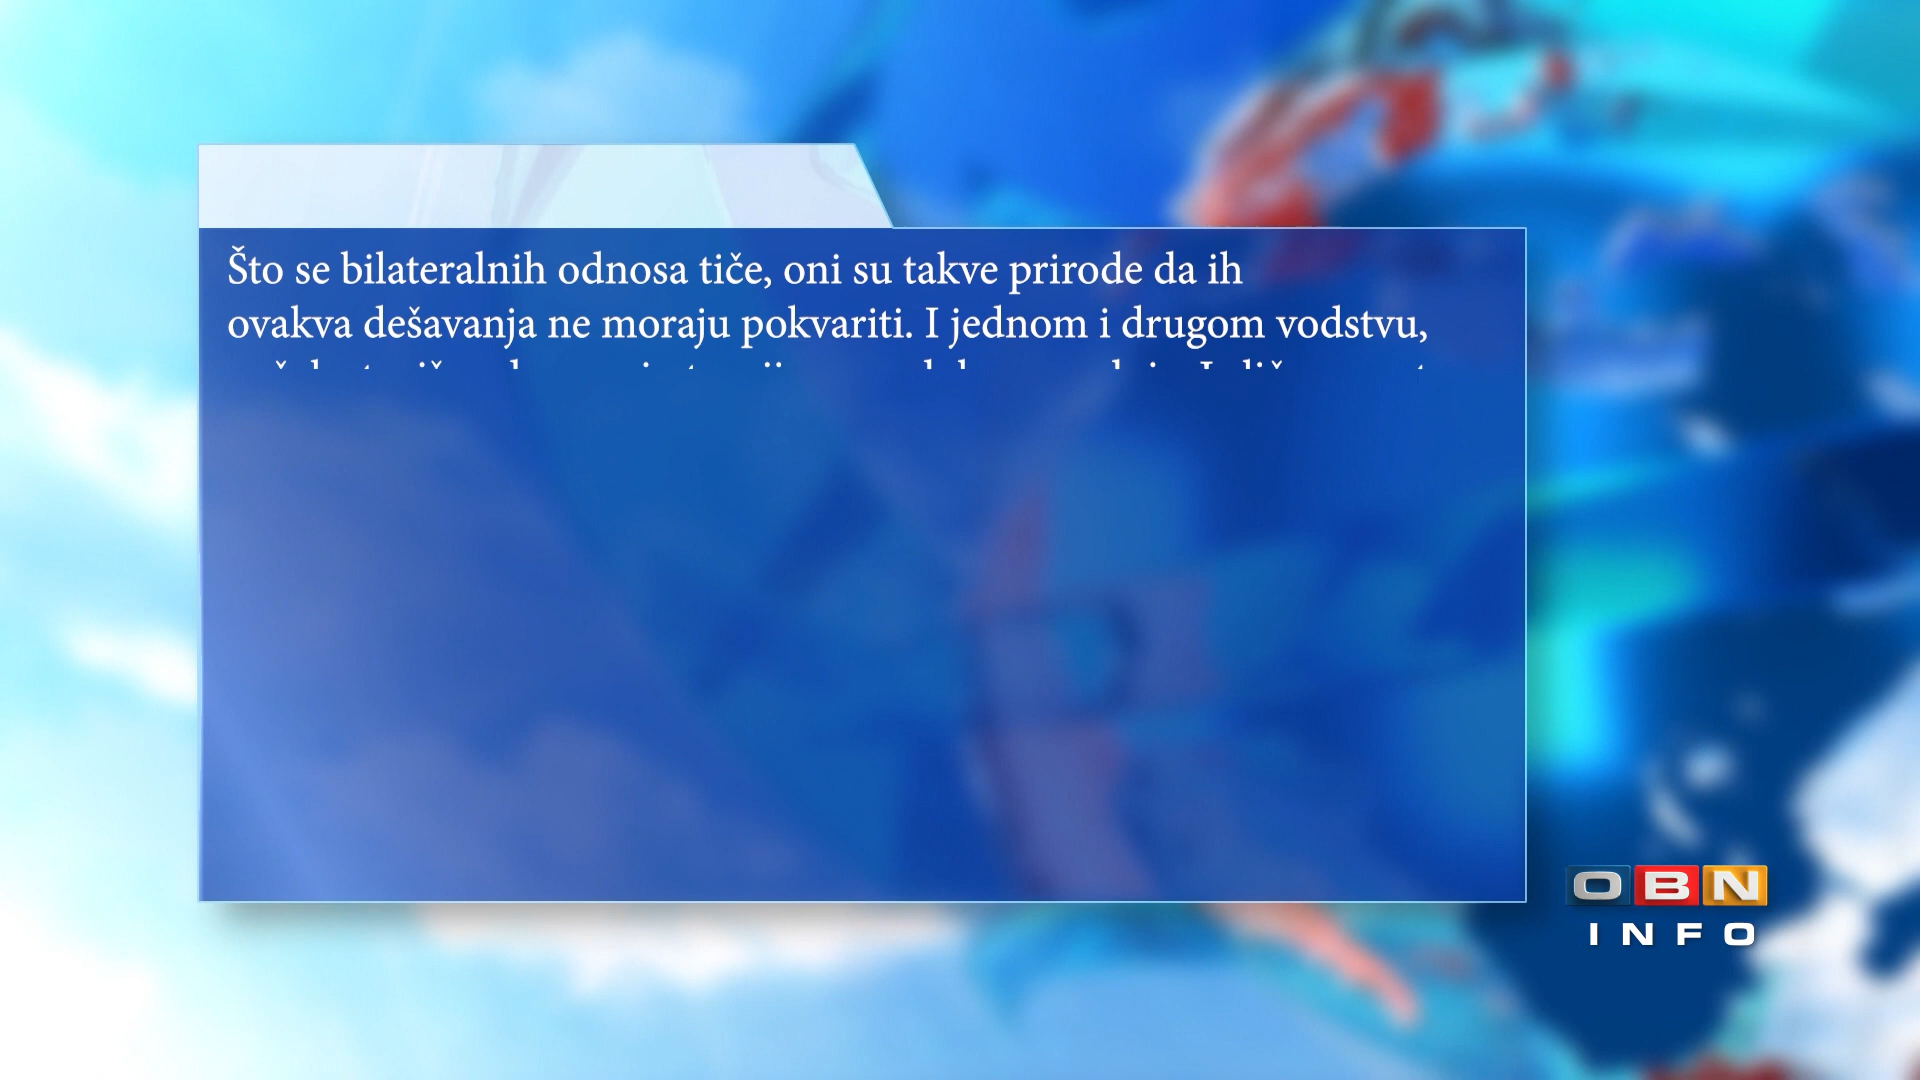 Što se bilateralnih odnosa tiče, oni su takve prirode da ih
ovakva dešavanja ne moraju pokvariti. I jednom i drugom vodstvu,
OBN
INFO